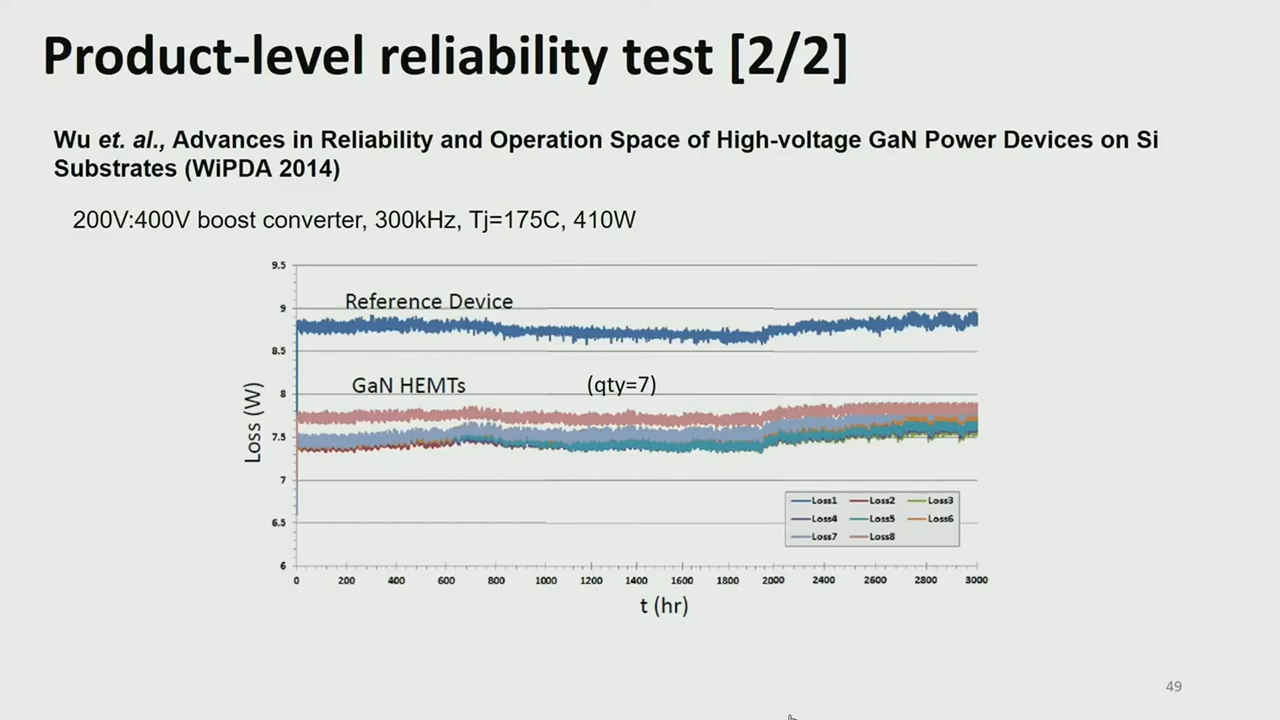 Product-level reliability test [2/2]
Wu et. al., Advances in Reliability and Operation Space of High-voltage GaN Power Devices on Si
Substrates (WiPDA 2014)
200V:400V boost converter, 300kHz, Tj=175C, 410W
9.5
9
8.5
8
7.5
7
6.5
6
Loss (W)
Reference Device
GaN HEMTs (qty=7)
Loss1 Loss2 Loss3
Loss4 Loss5 Loss6
Loss7 Loss8
0 200 400 600 800 1000 1200 1400 1600 1800 2000 2400 2600 2800 3000
t (hr)
49